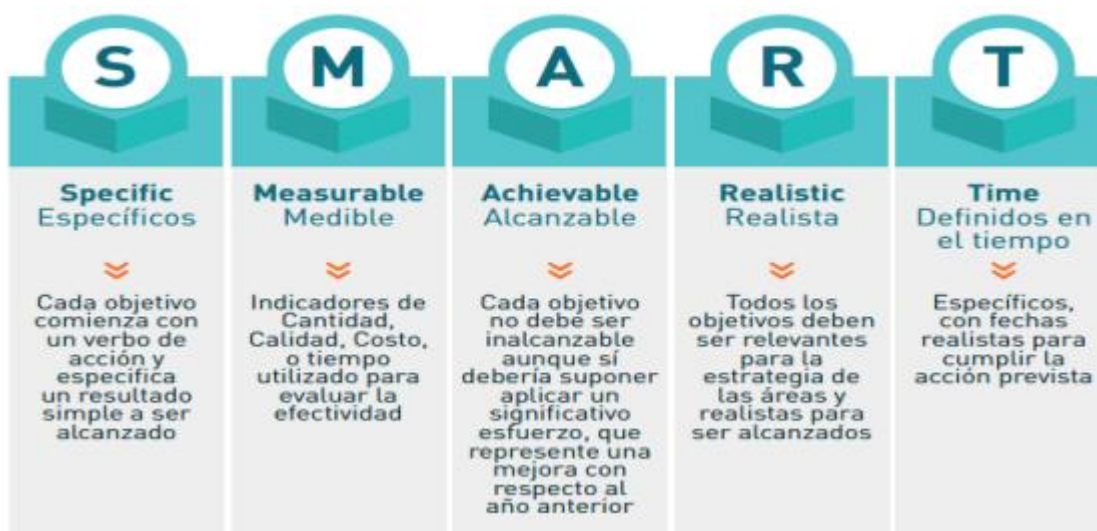 S
Specific
Específicos
Cada objetivo
comienza con
un verbo de
acción y
especifica
un resultado
simple a ser
alcanzado
M
Measurable
Medible
Indicadores de
Cantidad,
Calidad, Costo,
o tiempo
utilizado para
evaluar la
efectividad
A
Achievable
Alcanzable
Cada objetivo
no debe ser
inalcanzable
aunque sí
debería suponer
aplicar un
significativo
esfuerzo, que
represente una
mejora con
respecto al
año anterior
R
Realistic
Realista
Todos los
objetivos deben
ser relevantes
para la
estrategia de
las áreas y
realistas para
ser alcanzados
T
Time
Definidos en
el tiempo
Específicos,
con fechas
realistas para
cumplir la
acción prevista